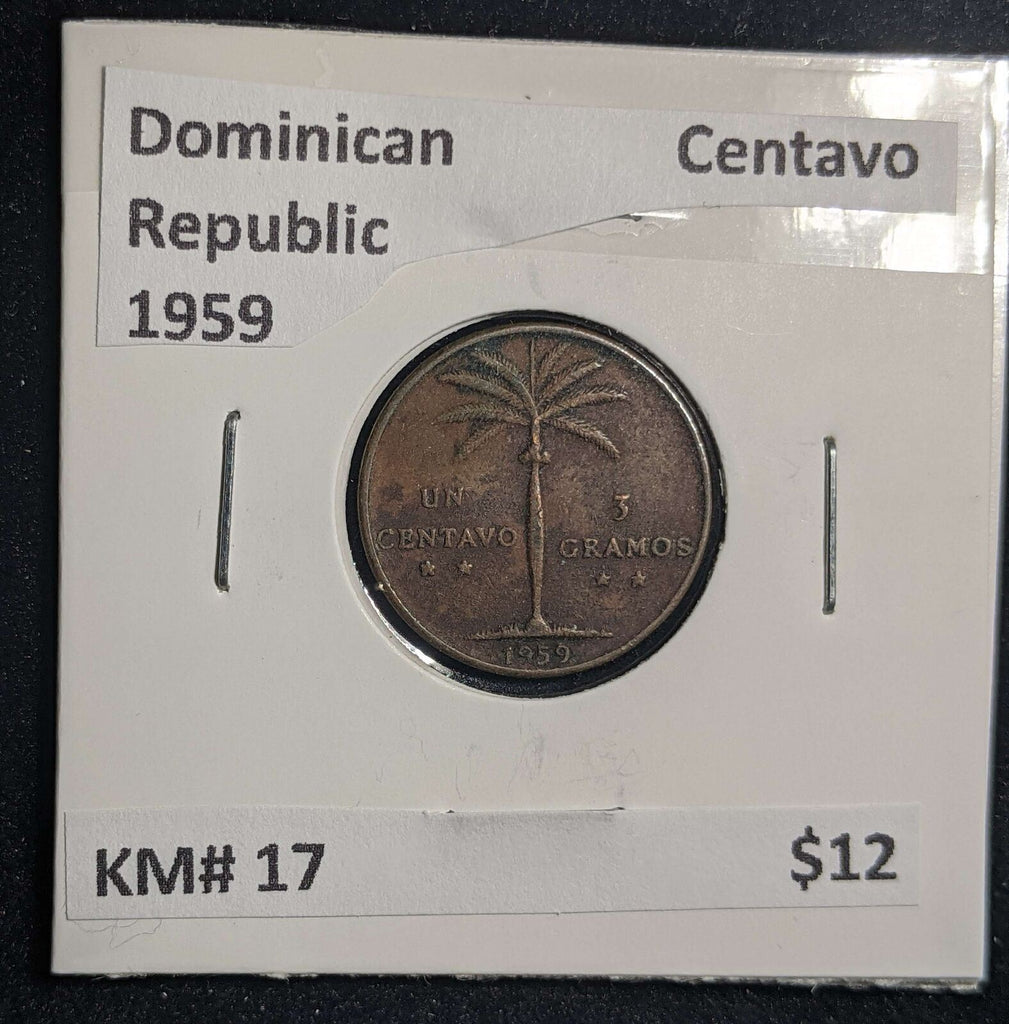 Dominican Centavo
Republic
1959
UN
CENTAVO
3
GRAMOS
1959
KM# 17 $12